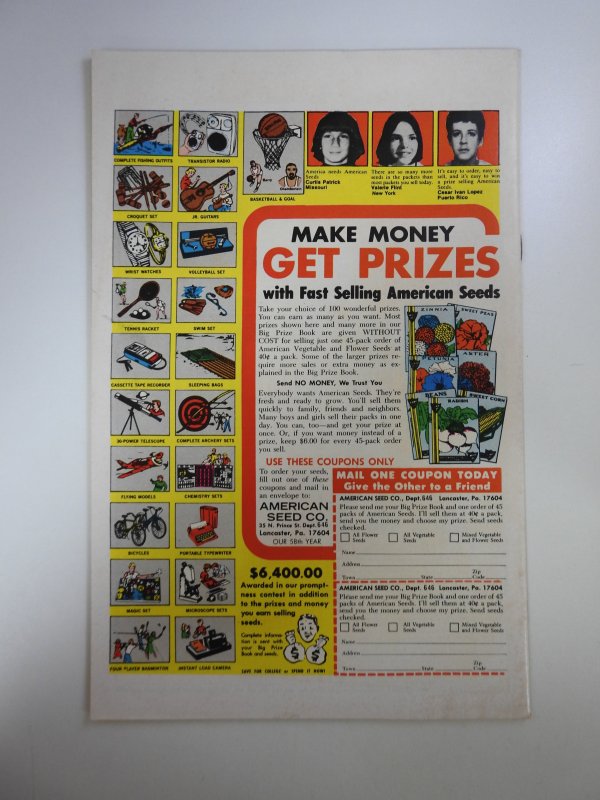 COMPLETE FISHING OUTFITS
TRANSISTOR RADIO
CROQUET SET
JR. GUITARS
WRIST WATCHES
VOLLEYBALL SET
TENNIS RACKET
SWIM SET
CASSETTE TAPE RECORDER
SLEEPING BAGS
30-POWER TELESCOPE
COMPLETE ARCHERY SETS
FLYING MODELS
CHEMISTRY SETS
BICYCLES
PORTABLE TYPEWRITER
MAGIC SET
MICROSCOPE SETS
FOUR PLAYER BADMINTON
INSTANT LOAD CAMERA
BASKETBALL & GOAL
America needs American
Seeds
Curtis Patrick
Missouri
There are so many more
seeds in the packets than
most packets you sell today.
Valerie Flint
New York
It's easy to order, easy to
sell, and it's easy to win
a prize selling American
Seeds.
Cesar Ivan Lopez
Puerto Rico
MAKE MONEY
GET PRIZES
with Fast Selling American Seeds
Take your choice of 100 wonderful prizes.
You can earn as many as you want. Most
prizes shown here and many more in our
Big Prize Book are given WITHOUT
COST for selling just one 45-pack order of
American Vegetable and Flower Seeds at
40¢ a pack. Some of the larger prizes re-
quire more sales or extra money as ex-
plained in the Big Prize Book.
Send NO MONEY, We Trust You
Everybody wants American Seeds. They're
fresh and ready to grow. You'll sell them
quickly to family, friends and neighbors.
Many boys and girls sell their packs in one
day. You can, too—and get your prize at
once. Or, if you want money instead of a
prize, keep $6.00 for every 45-pack order
you sell.
ZINNIA
SWEET PEAS
PETUNIA
ASTER
BEANS
RADISH
SWEET CORN
USE THESE COUPONS ONLY
To order your seeds,
fill out one of these
coupons and mail in
an envelope to:
AMERICAN
SEED CO.
35 N. Prince St. Dept. 646
Lancaster, Pa. 17604
OUR 58th YEAR
$6,400.00
Awarded in our prompt-
ness contest in addition
to the prizes and money
you earn selling
seeds.
Complete informa-
tion is sent with
your Big Prize
Book and seeds.
SAVE FOR COLLEGE or SPEND IT NOW!
MAIL ONE COUPON TODAY
Give the Other to a Friend
AMERICAN SEED CO., Dept. 646 Lancaster, Pa. 17604
Please send me your Big Prize Book and one order of 45
packs of American Seeds. I'll sell them at 40¢ a pack,
send you the money and choose my prize. Send seeds
checked.
All Flower Seeds
All Vegetable Seeds
Mixed Vegetable and Flower Seeds
Name
Address
Town State Zip Code
AMERICAN SEED CO., Dept. 646 Lancaster, Pa. 17604
Please send me your Big Prize Book and one order of 45
packs of American Seeds. I'll sell them at 40¢ a pack,
send you the money and choose my prize. Send seeds
checked.
All Flower Seeds
All Vegetable Seeds
Mixed Vegetable and Flower Seeds
Name
Address
Town State Zip Code